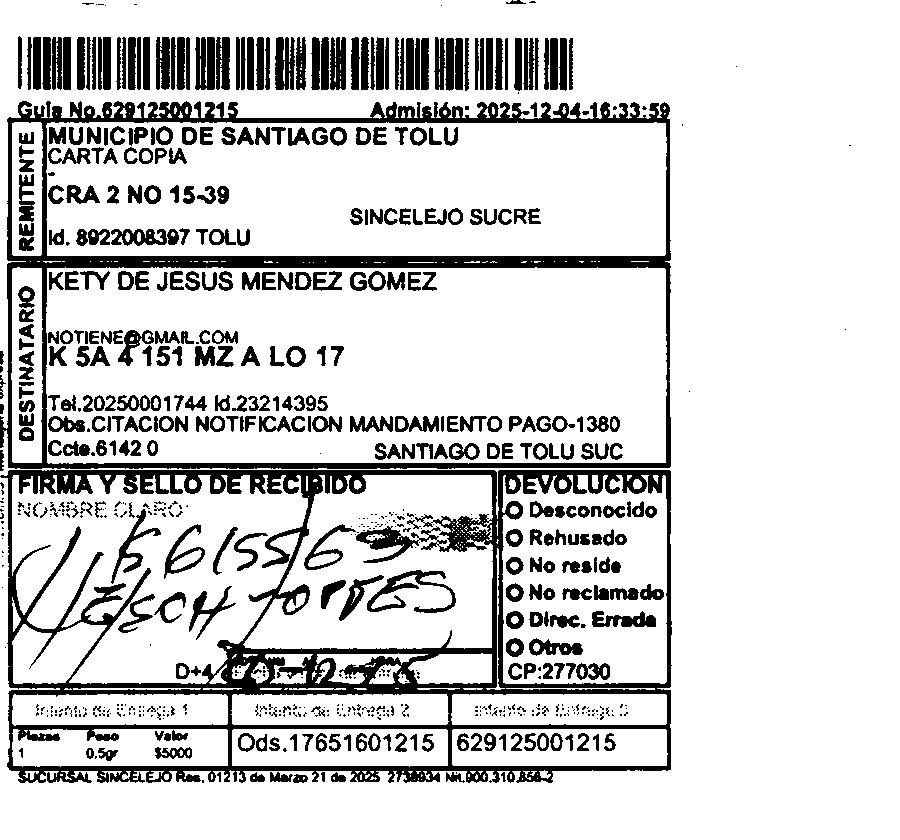 Guia No.629125001215 Admisión: 2025-12-04-16:33:59
REMITENTE
MUNICIPIO DE SANTIAGO DE TOLU
CARTA COPIA
-
CRA 2 NO 15-39
SINCELEJO SUCRE
Id. 8922008397 TOLU
DESTINATARIO
KETY DE JESUS MENDEZ GOMEZ
NOTIENE@GMAIL.COM
K 5A 4 151 MZ A LO 17
Tel.20250001744 Id.23214395
Obs.CITACION NOTIFICACION MANDAMIENTO PAGO-1380
Ccte.6142 0 SANTIAGO DE TOLU SUC
FIRMA Y SELLO DE RECIBIDO
NOMBRE CLARO:
615563
D+4
DEVOLUCION
Desconocido
Rehusado
No reside
No reclamado
Direc. Errada
Otros
CP:277030
Intento de Entrega 1 Intento de Entrega 2 Intento de Entrega 3
Piezas Peso Valor
1 0.5gr $5000
Ods.17651601215 629125001215
SUCURSAL SINCELEJO Res. 01213 de Marzo 21 de 2025 2738934 Nit.900.310.856-2